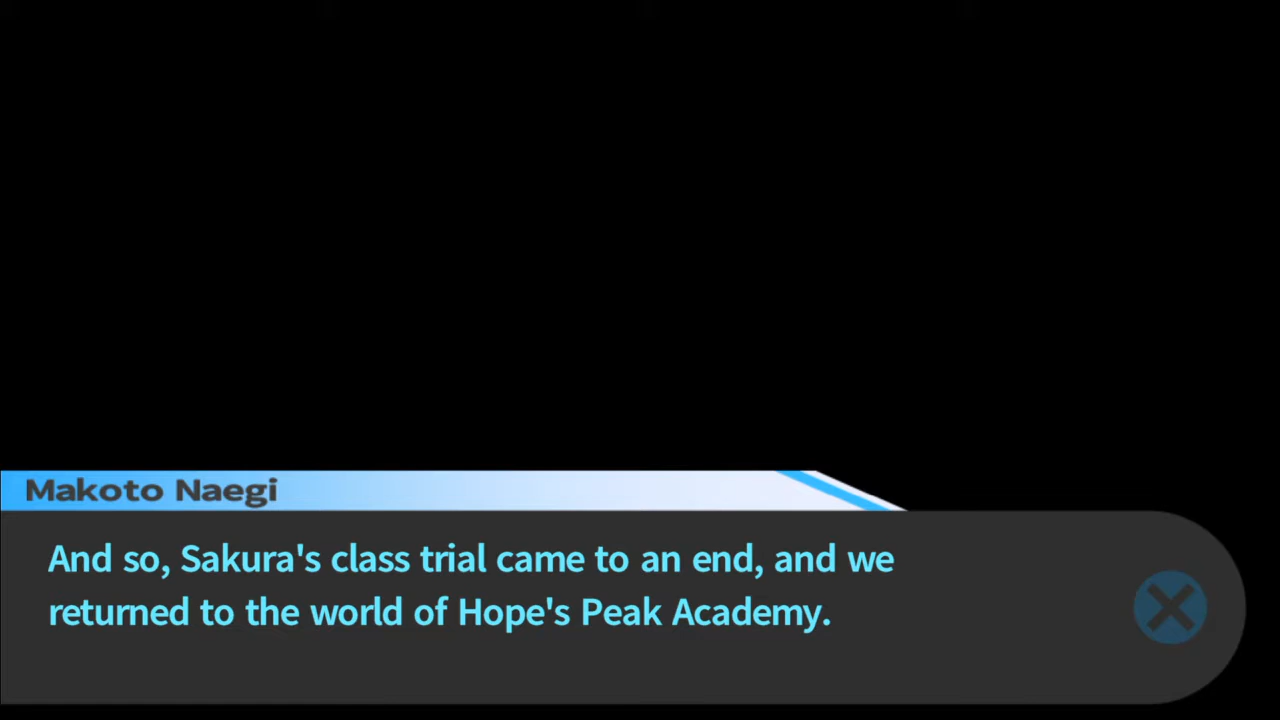 Makoto Naegi
And so, Sakura's class trial came to an end, and we
returned to the world of Hope's Peak Academy.